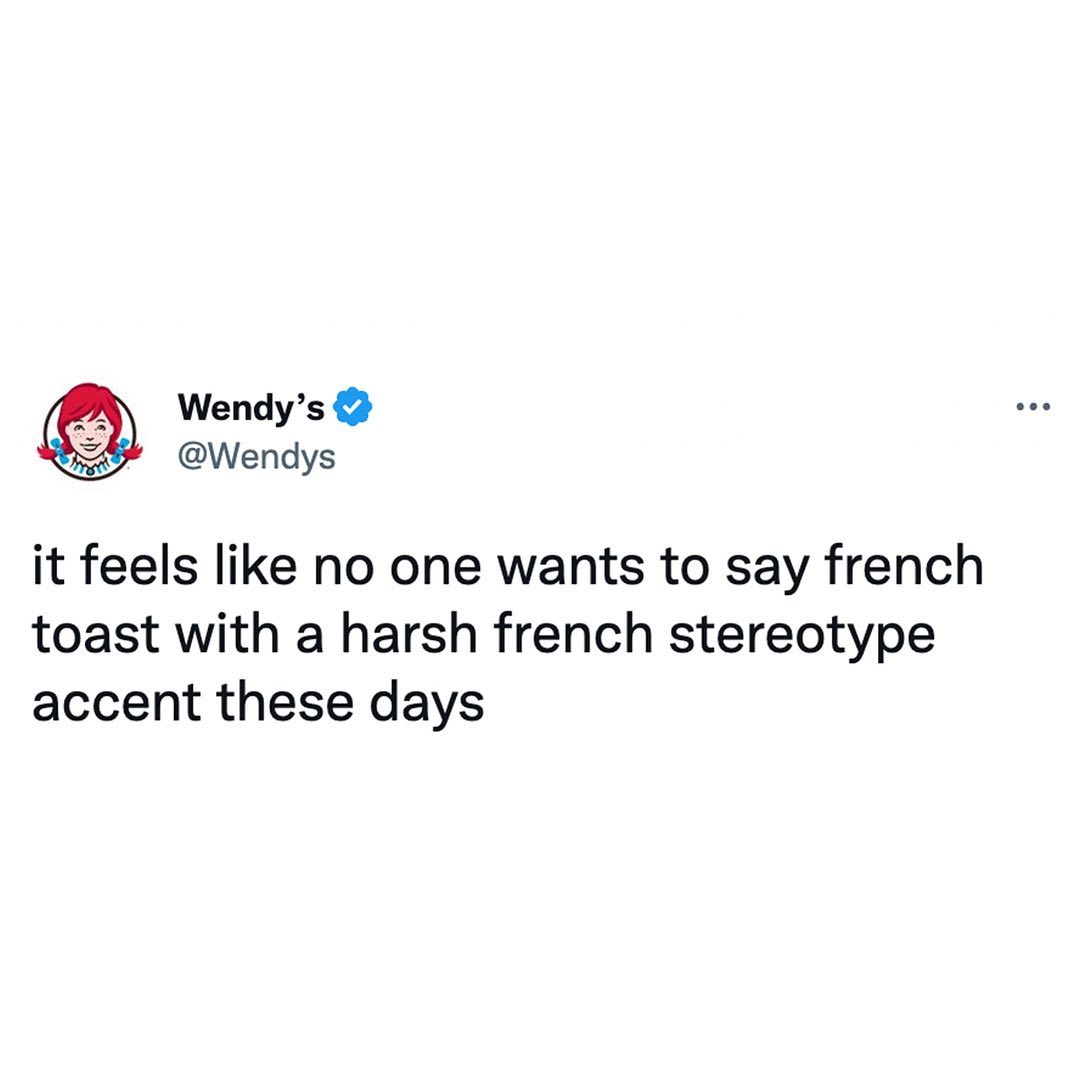 Wendy’s
@Wendys
it feels like no one wants to say french
toast with a harsh french stereotype
accent these days